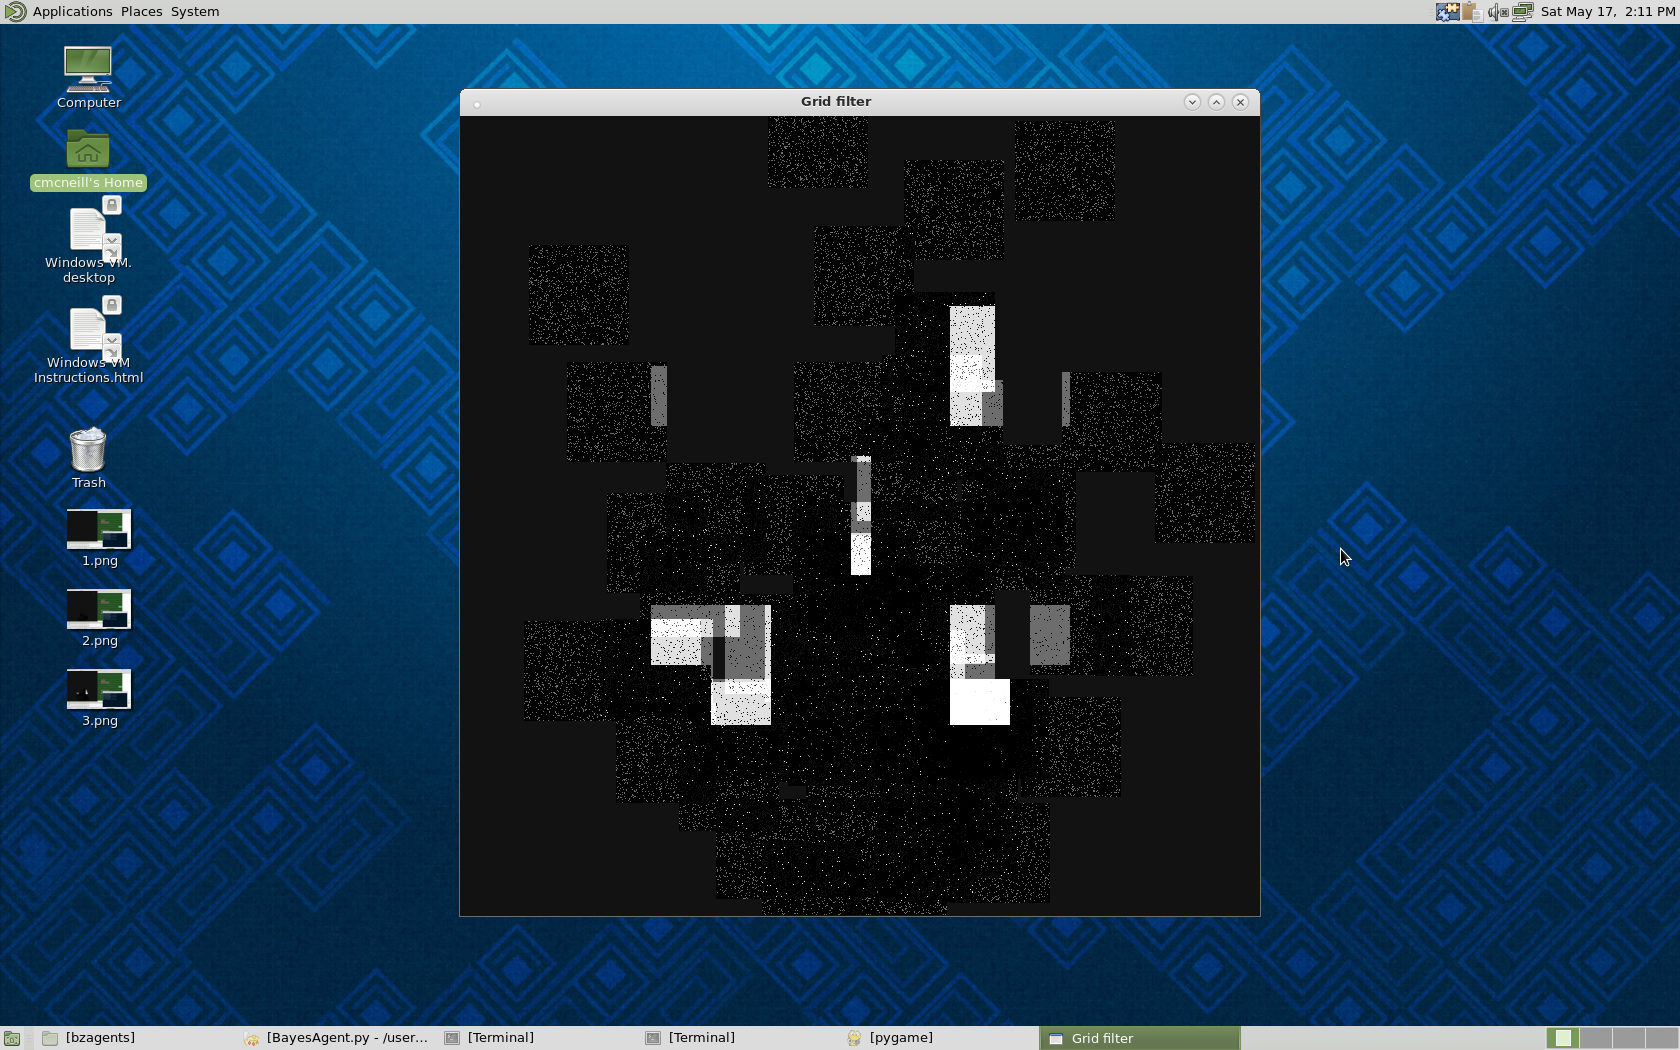 Applications Places System
Sat May 17, 2:11 PM
Computer
cmcneill's Home
Windows VM.
desktop
Windows VM
Instructions.html
Trash
1.png
2.png
3.png
Grid filter
[bzagents]
[BayesAgent.py - /user...
[Terminal]
[Terminal]
[pygame]
Grid filter